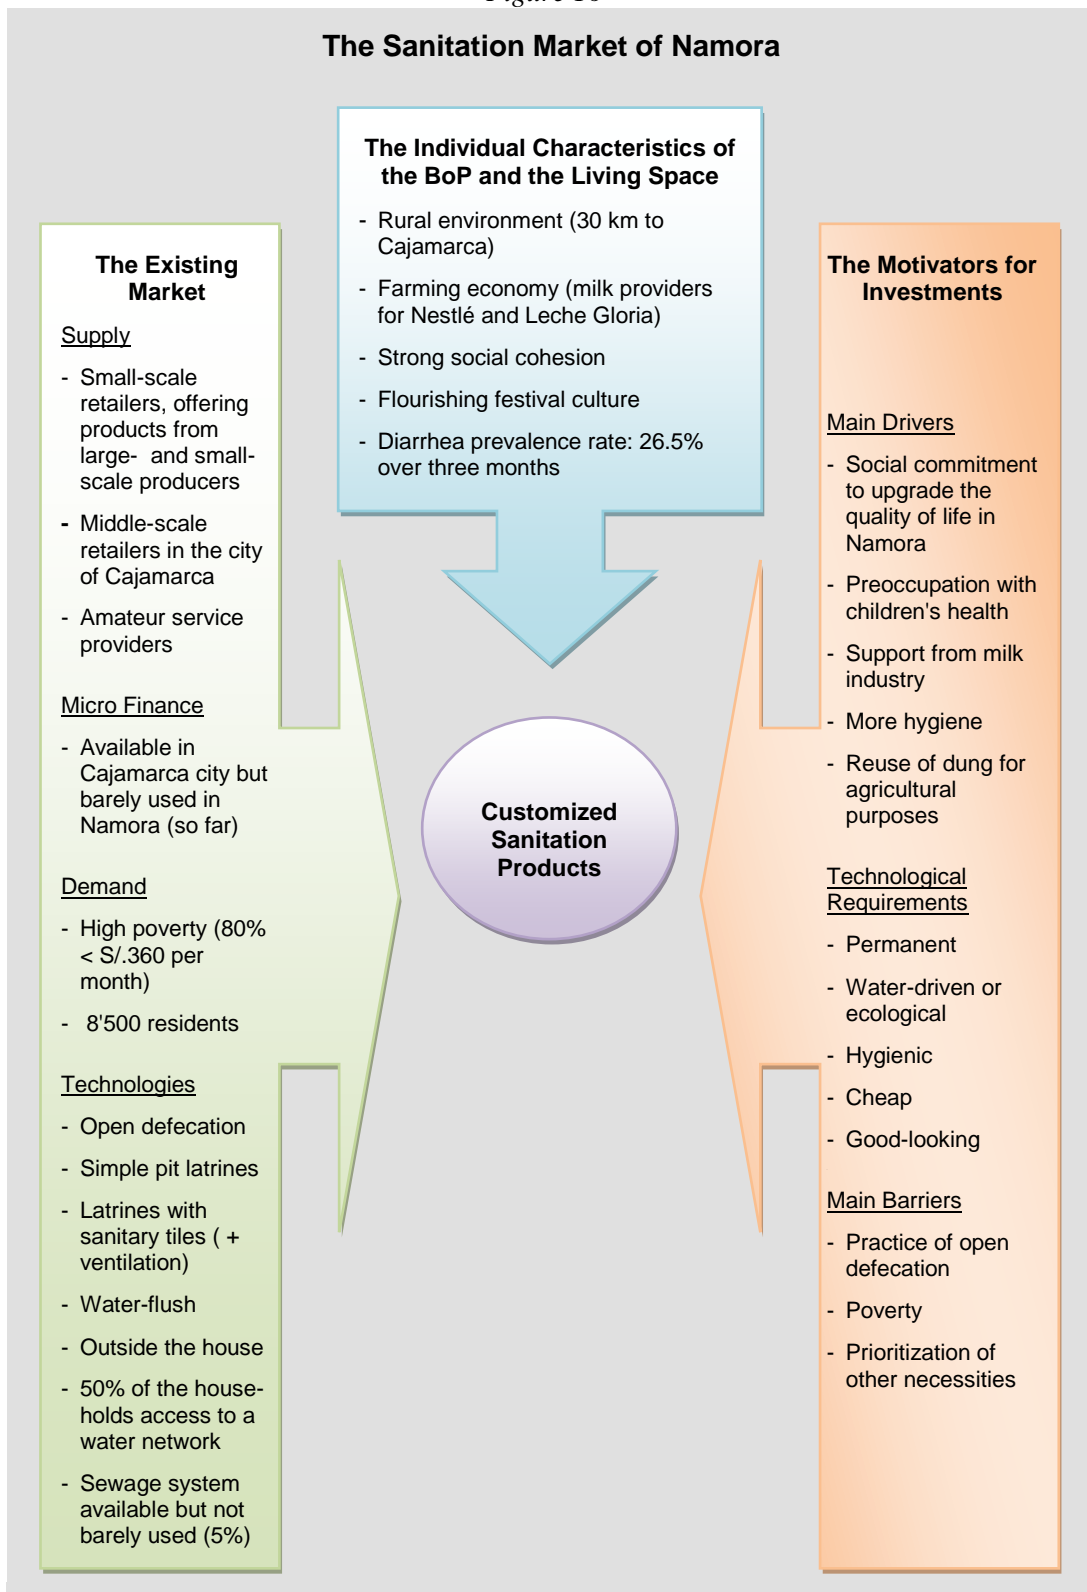 The Sanitation Market of Namora
The Individual Characteristics of
the BoP and the Living Space
- Rural environment (30 km to
Cajamarca)
- Farming economy (milk providers
for Nestlé and Leche Gloria)
- Strong social cohesion
- Flourishing festival culture
- Diarrhea prevalence rate: 26.5%
over three months
The Existing
Market
Supply
- Small-scale
retailers, offering
products from
large- and small-
scale producers
- Middle-scale
retailers in the city
of Cajamarca
- Amateur service
providers
Micro Finance
- Available in
Cajamarca city but
barely used in
Namora (so far)
Demand
- High poverty (80%
< S/.360 per
month)
- 8'500 residents
Technologies
- Open defecation
- Simple pit latrines
- Latrines with
sanitary tiles ( +
ventilation)
- Water-flush
- Outside the house
- 50% of the house-
holds access to a
water network
- Sewage system
available but not
barely used (5%)
Customized
Sanitation
Products
The Motivators for
Investments
Main Drivers
- Social commitment
to upgrade the
quality of life in
Namora
- Preoccupation with
children's health
- Support from milk
industry
- More hygiene
- Reuse of dung for
agricultural
purposes
Technological
Requirements
- Permanent
- Water-driven or
ecological
- Hygienic
- Cheap
- Good-looking
Main Barriers
- Practice of open
defecation
- Poverty
- Prioritization of
other necessities